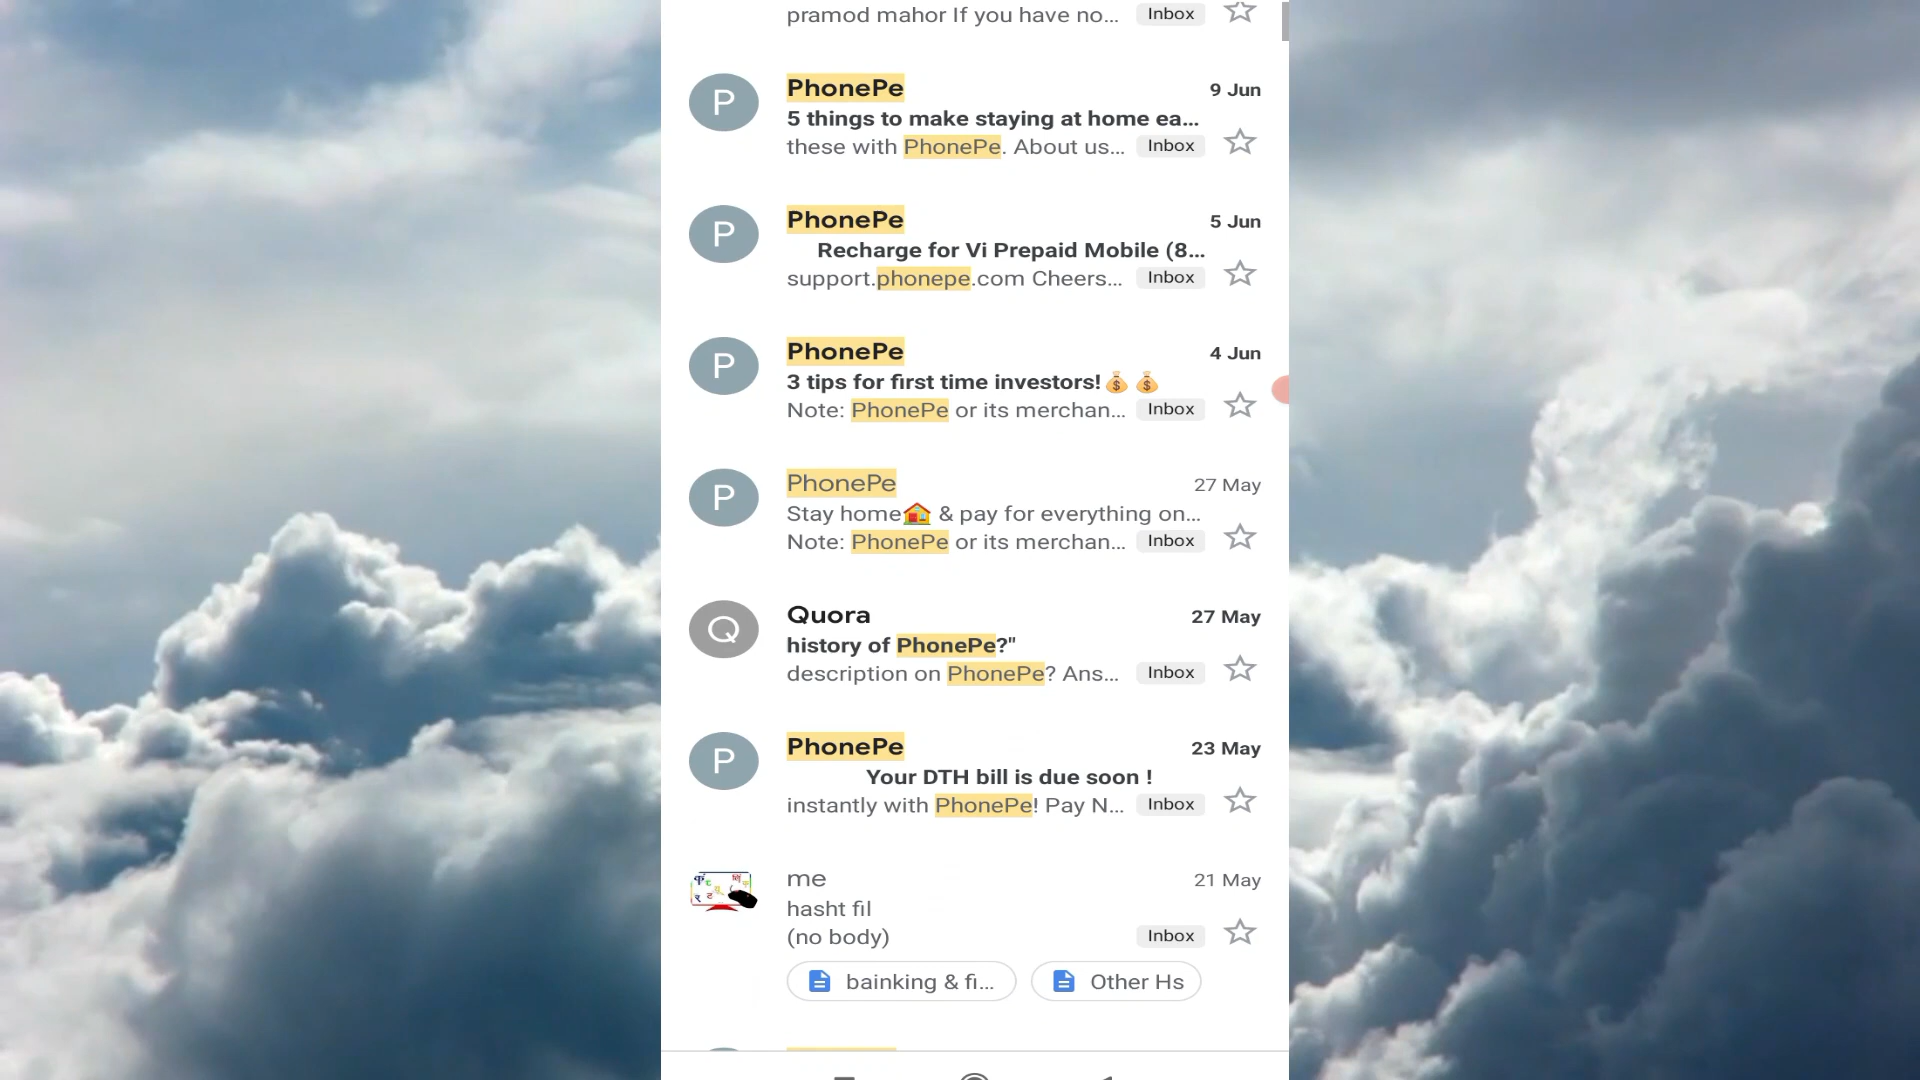 pramod mahor If you have no... Inbox
P PhonePe 9 Jun
5 things to make staying at home ea...
these with PhonePe. About us... Inbox
P PhonePe 5 Jun
Recharge for Vi Prepaid Mobile (8...
support.phonepe.com Cheers... Inbox
P PhonePe 4 Jun
3 tips for first time investors!💰 💰
Note: PhonePe or its merchan... Inbox
P PhonePe 27 May
Stay home🏠 & pay for everything on...
Note: PhonePe or its merchan... Inbox
Q Quora 27 May
history of PhonePe?"
description on PhonePe? Ans... Inbox
P PhonePe 23 May
Your DTH bill is due soon !
instantly with PhonePe! Pay N... Inbox
me 21 May
hasht fil
(no body) Inbox
bainking & fi... Other Hs